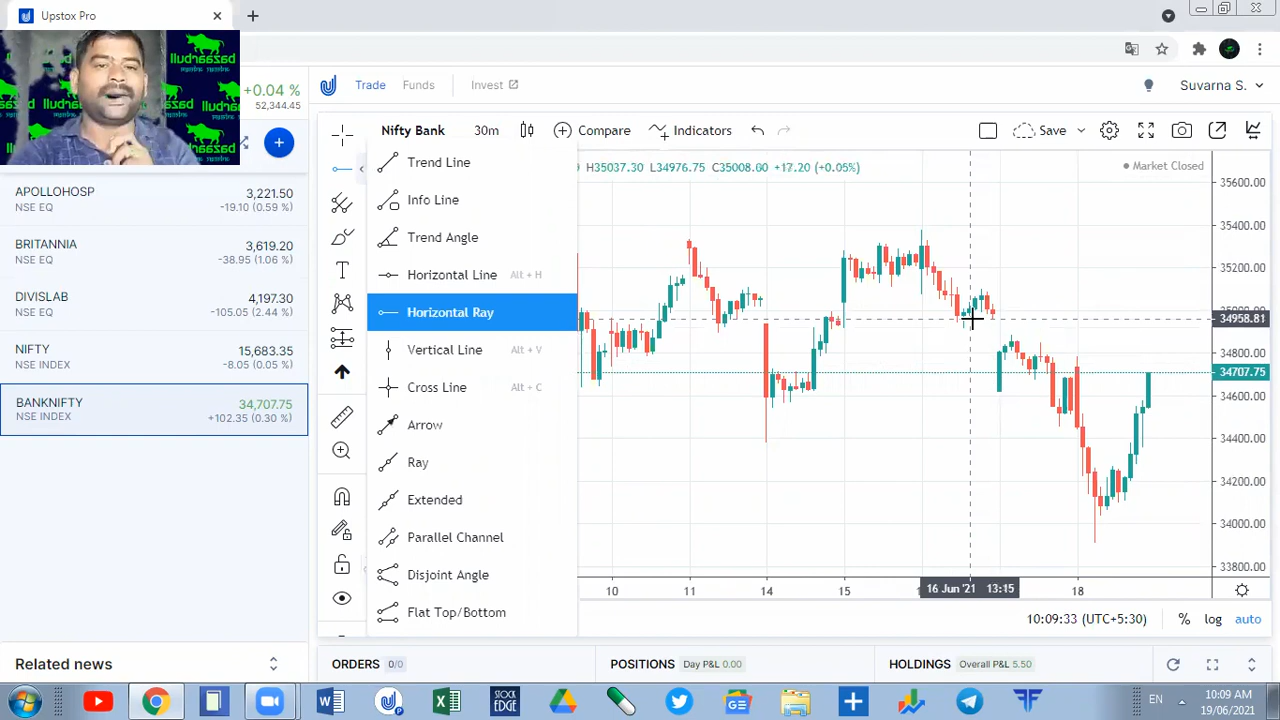 Upstox Pro
bazaarbull
bazaarbull
bazaarbull
+0.04 %
52,344.45
Trade Funds Invest
Suvarna S.
Nifty Bank 30m Compare Indicators Save
H35037.30 L34976.75 C35008.60 +17.20 (+0.05%)
Market Closed
APOLLOHOSP 3,221.50
NSE EQ -19.10 (0.59 %)
BRITANNIA 3,619.20
NSE EQ -38.95 (1.06 %)
DIVISLAB 4,197.30
NSE EQ -105.05 (2.44 %)
NIFTY 15,683.35
NSE INDEX -8.05 (0.05 %)
BANKNIFTY 34,707.75
NSE INDEX +102.35 (0.30 %)
Trend Line
Info Line
Trend Angle
Horizontal Line Alt + H
Horizontal Ray
Vertical Line Alt + V
Cross Line Alt + C
Arrow
Ray
Extended
Parallel Channel
Disjoint Angle
Flat Top/Bottom
35600.00
35400.00
35200.00
34958.81
34800.00
34707.75
34600.00
34400.00
34200.00
34000.00
33800.00
10 11 14 15 16 Jun '21 13:15 18
10:09:33 (UTC+5:30) % log auto
Related news
ORDERS 0/0 POSITIONS Day P&L 0.00 HOLDINGS Overall P&L 5.50
STOCK
EDGE
EN
10:09 AM
19/06/2021